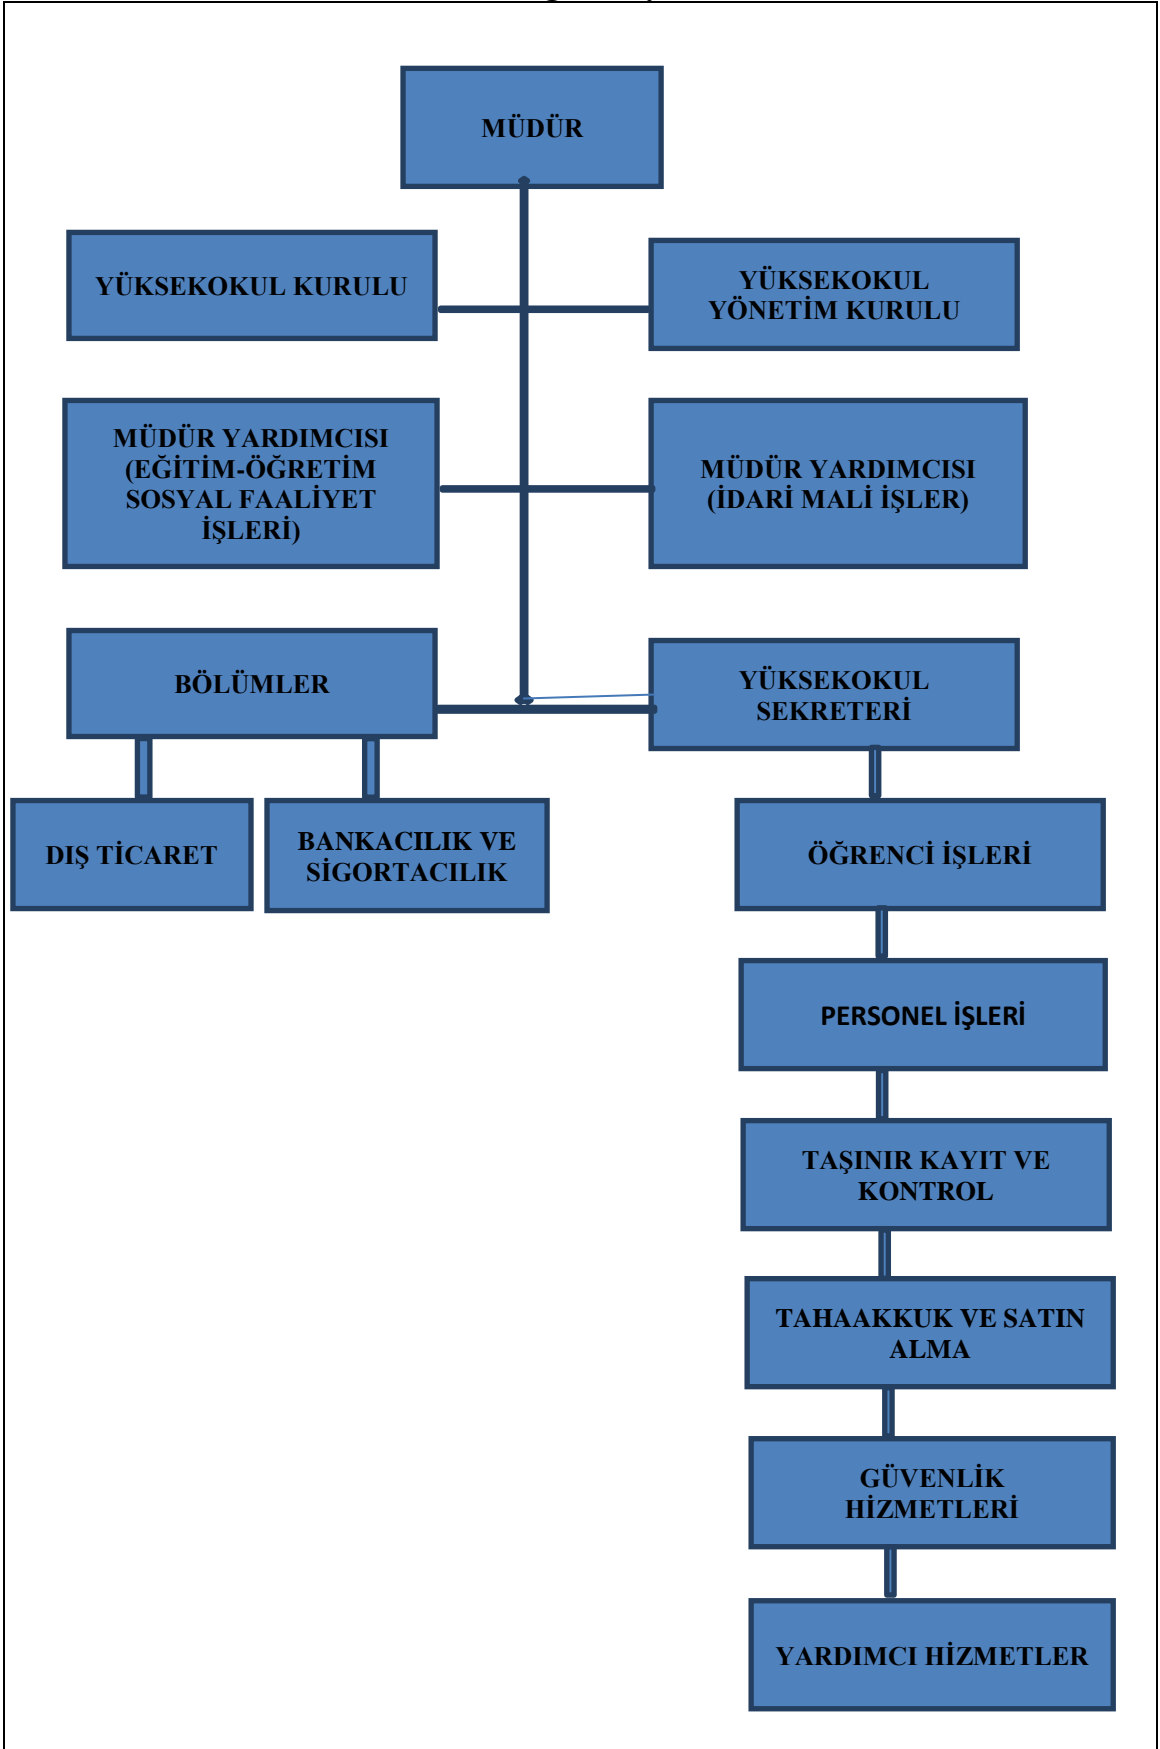 MÜDÜR
YÜKSEKOKUL KURULU
YÜKSEKOKUL
YÖNETİM KURULU
MÜDÜR YARDIMCISI
(EĞİTİM-ÖĞRETİM
SOSYAL FAALİYET
İŞLERİ)
MÜDÜR YARDIMCISI
(İDARİ MALİ İŞLER)
BÖLÜMLER
YÜKSEKOKUL
SEKRETERİ
DIŞ TİCARET
BANKACILIK VE
SİGORTACILIK
ÖĞRENCİ İŞLERİ
PERSONEL İŞLERİ
TAŞINIR KAYIT VE
KONTROL
TAHAAKKUK VE SATIN
ALMA
GÜVENLİK
HİZMETLERİ
YARDIMCI HİZMETLER